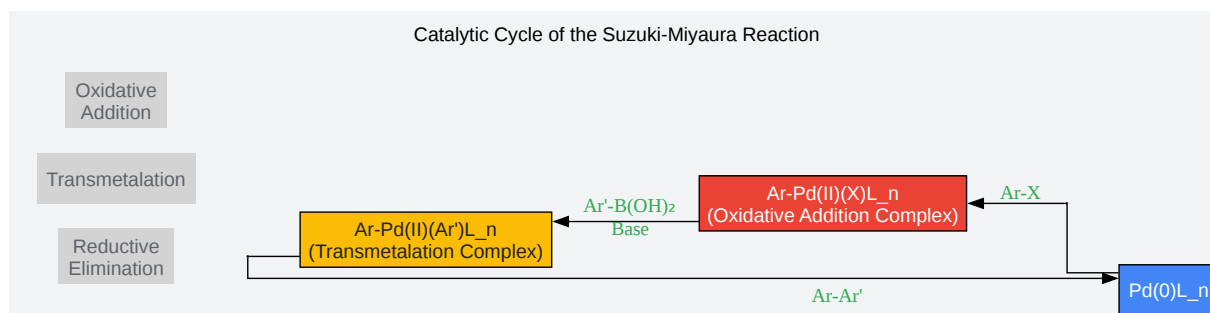 Catalytic Cycle of the Suzuki-Miyaura Reaction
Oxidative
Addition
Transmetalation
Reductive
Elimination
Ar-Pd(II)(X)L_n
(Oxidative Addition Complex)
Ar-X
Ar'-B(OH)₂
Base
Ar-Pd(II)(Ar')L_n
(Transmetalation Complex)
Pd(0)L_n
Ar-Ar'